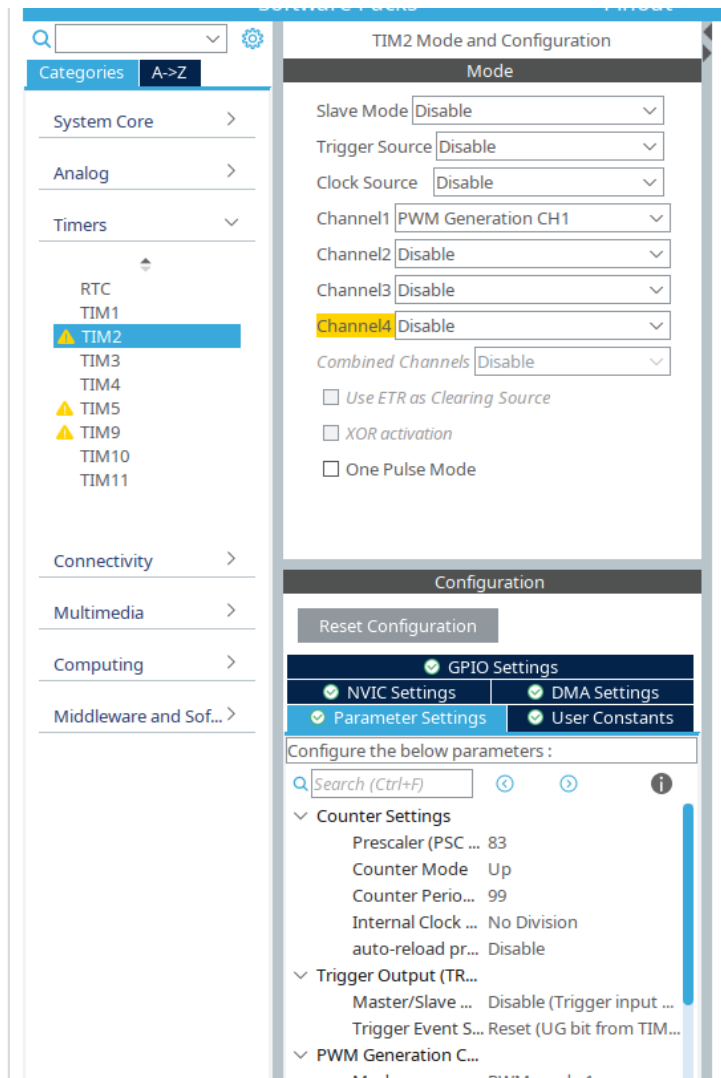 Software Packs Pinout
TIM2 Mode and Configuration
Categories A->Z
Mode
System Core
Slave Mode Disable
Trigger Source Disable
Analog
Clock Source Disable
Timers
Channel1 PWM Generation CH1
Channel2 Disable
RTC
Channel3 Disable
TIM1
Channel4 Disable
TIM2
TIM3
Combined Channels Disable
TIM4
Use ETR as Clearing Source
TIM5
TIM9
XOR activation
TIM10
One Pulse Mode
TIM11
Connectivity
Configuration
Multimedia
Reset Configuration
Computing
GPIO Settings
NVIC Settings DMA Settings
Middleware and Sof...
Parameter Settings User Constants
Configure the below parameters :
Search (Ctrl+F)
Counter Settings
Prescaler (PSC ... 83
Counter Mode Up
Counter Perio... 99
Internal Clock ... No Division
auto-reload pr... Disable
Trigger Output (TR...
Master/Slave ... Disable (Trigger input ...
Trigger Event S... Reset (UG bit from TIM...
PWM Generation C...